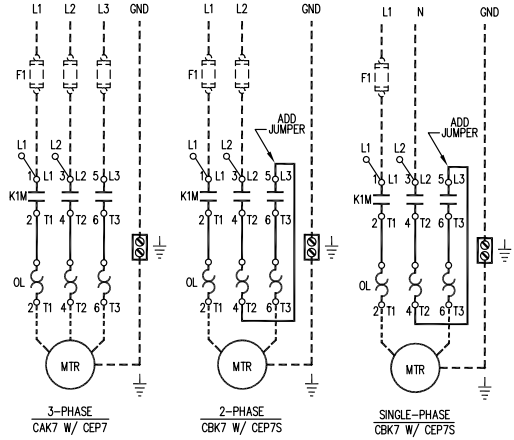 L1 L2 L3 GND
L1 L2 GND
L1 N GND
F1
F1
F1
ADD
JUMPER
ADD
JUMPER
L1 L2
L1 L2
L1 L2
1 L1 3 L2 5 L3
1 L1 3 L2 5 L3
1 L1 3 L2 5 L3
K1M
K1M
K1M
2 T1 4 T2 6 T3
2 T1 4 T2 6 T3
2 T1 4 T2 6 T3
OL
OL
OL
2 T1 4 T2 6 T3
2 T1 4 T2 6 T3
2 T1 4 T2 6 T3
MTR
MTR
MTR
3-PHASE
CAK7 W/ CEP7
2-PHASE
CBK7 W/ CEP7S
SINGLE-PHASE
CBK7 W/ CEP7S